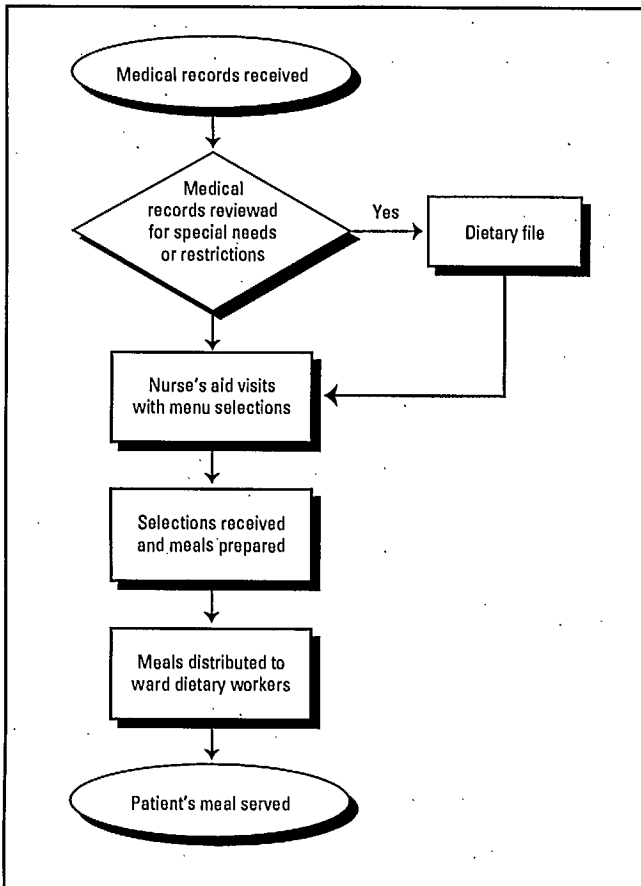 Medical records received
Medical
records reviewad
for special needs
or restrictions
Yes
Dietary file
Nurse's aid visits
with menu selections
Selections received
and meals prepared
Meals distributed to
ward dietary workers
Patient's meal served